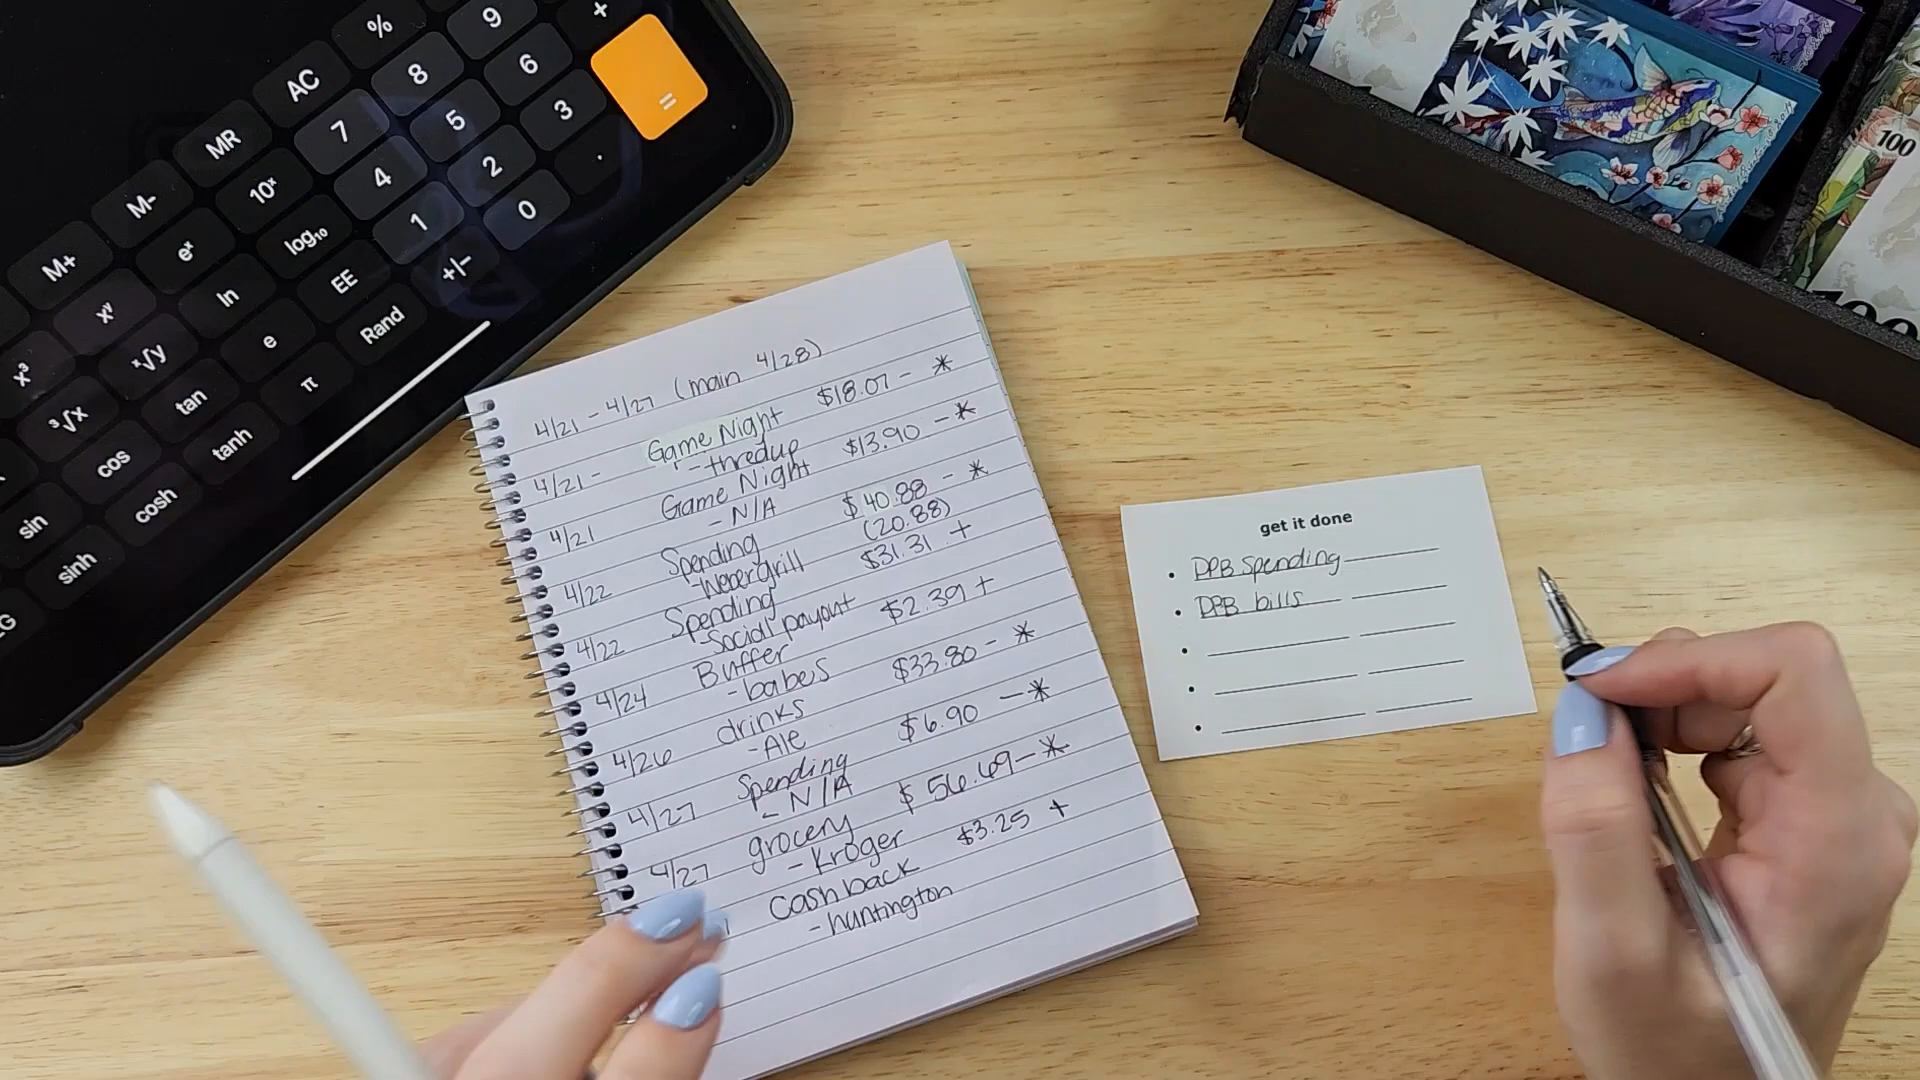 % 9 +
AC 8 6 =
MR 7 5 3
M- 10ˣ 4 2 .
M+ eˣ log₁₀ 1 0
xʸ ln EE +/-
x³ ˣ√y e Rand
³√x tan π
cos tanh
sin cosh
sinh
4/21 - 4/27 (main 4/28)
4/21 - Game Night $18.07 - *
- thredup
4/21 Game Night $13.90 - *
- N/A
4/22 Spending $40.88 - *
- Weber grill (20.88)
4/22 Spending $31.31 +
- Social payout
4/24 Buffer $2.39 +
- babes
4/26 drinks $33.80 - *
- Ale
4/27 Spending $6.90 - *
- N/A
4/27 grocery $56.69 - *
- Kroger
Cash back $3.25 +
- huntington
get it done
• DPB Spending
• DPB bills
•
•
•
100
100